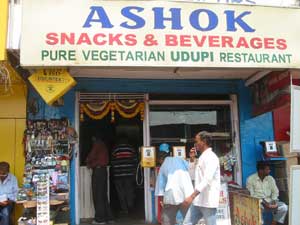 ASHOK
SNACKS & BEVERAGES
PURE VEGETARIAN UDUPI RESTAURANT